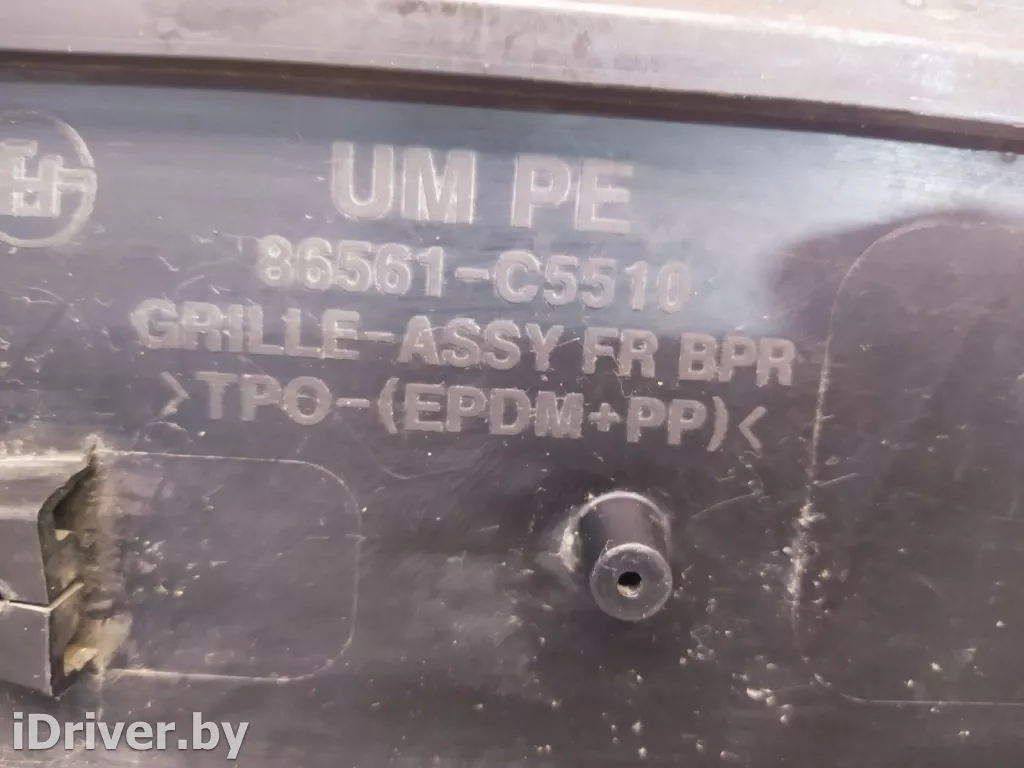 UM PE
86561-C5510
GRILLE-ASSY FR BPR
>TPO-(EPDM+PP)<
iDriver.by